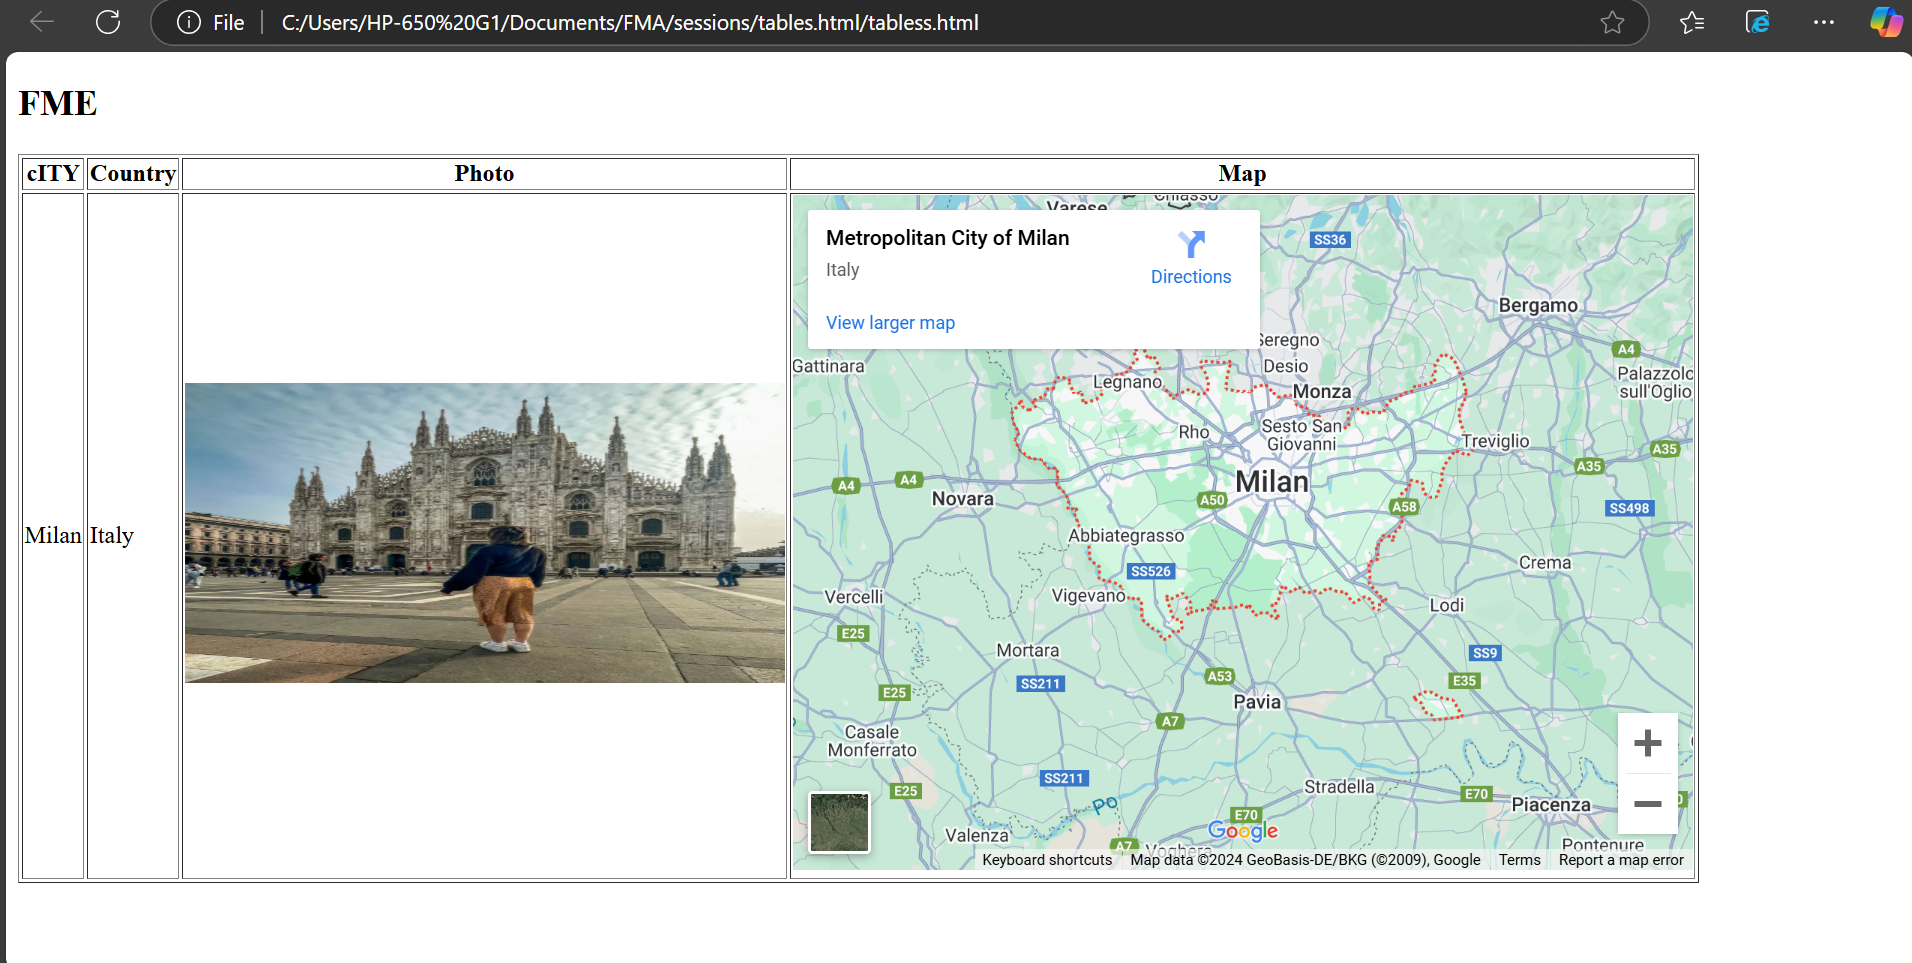 File C:/Users/HP-650%20G1/Documents/FMA/sessions/tables.html/tabless.html
FME
cITY Country Photo Map
Milan Italy
Varese
Chiasso
Metropolitan City of Milan
Italy
Directions
View larger map
SS36
Bergamo
Seregno
A4
Gattinara
Desio
Palazzolo
sull'Oglio
Legnano
Monza
Rho
Sesto San
Giovanni
Treviglio
A35
A35
A4
A4
Novara
Milan
A50
A58
SS498
Abbiategrasso
SS526
Crema
Vercelli
Vigevano
Lodi
E25
Mortara
SS9
SS211
A53
E35
E25
Pavia
A7
Casale
Monferrato
SS211
Stradella
E25
Po
E70
E70
Piacenza
Valenza
Google
A7
Voghera
Pontenure
Keyboard shortcuts Map data ©2024 GeoBasis-DE/BKG (©2009), Google Terms Report a map error